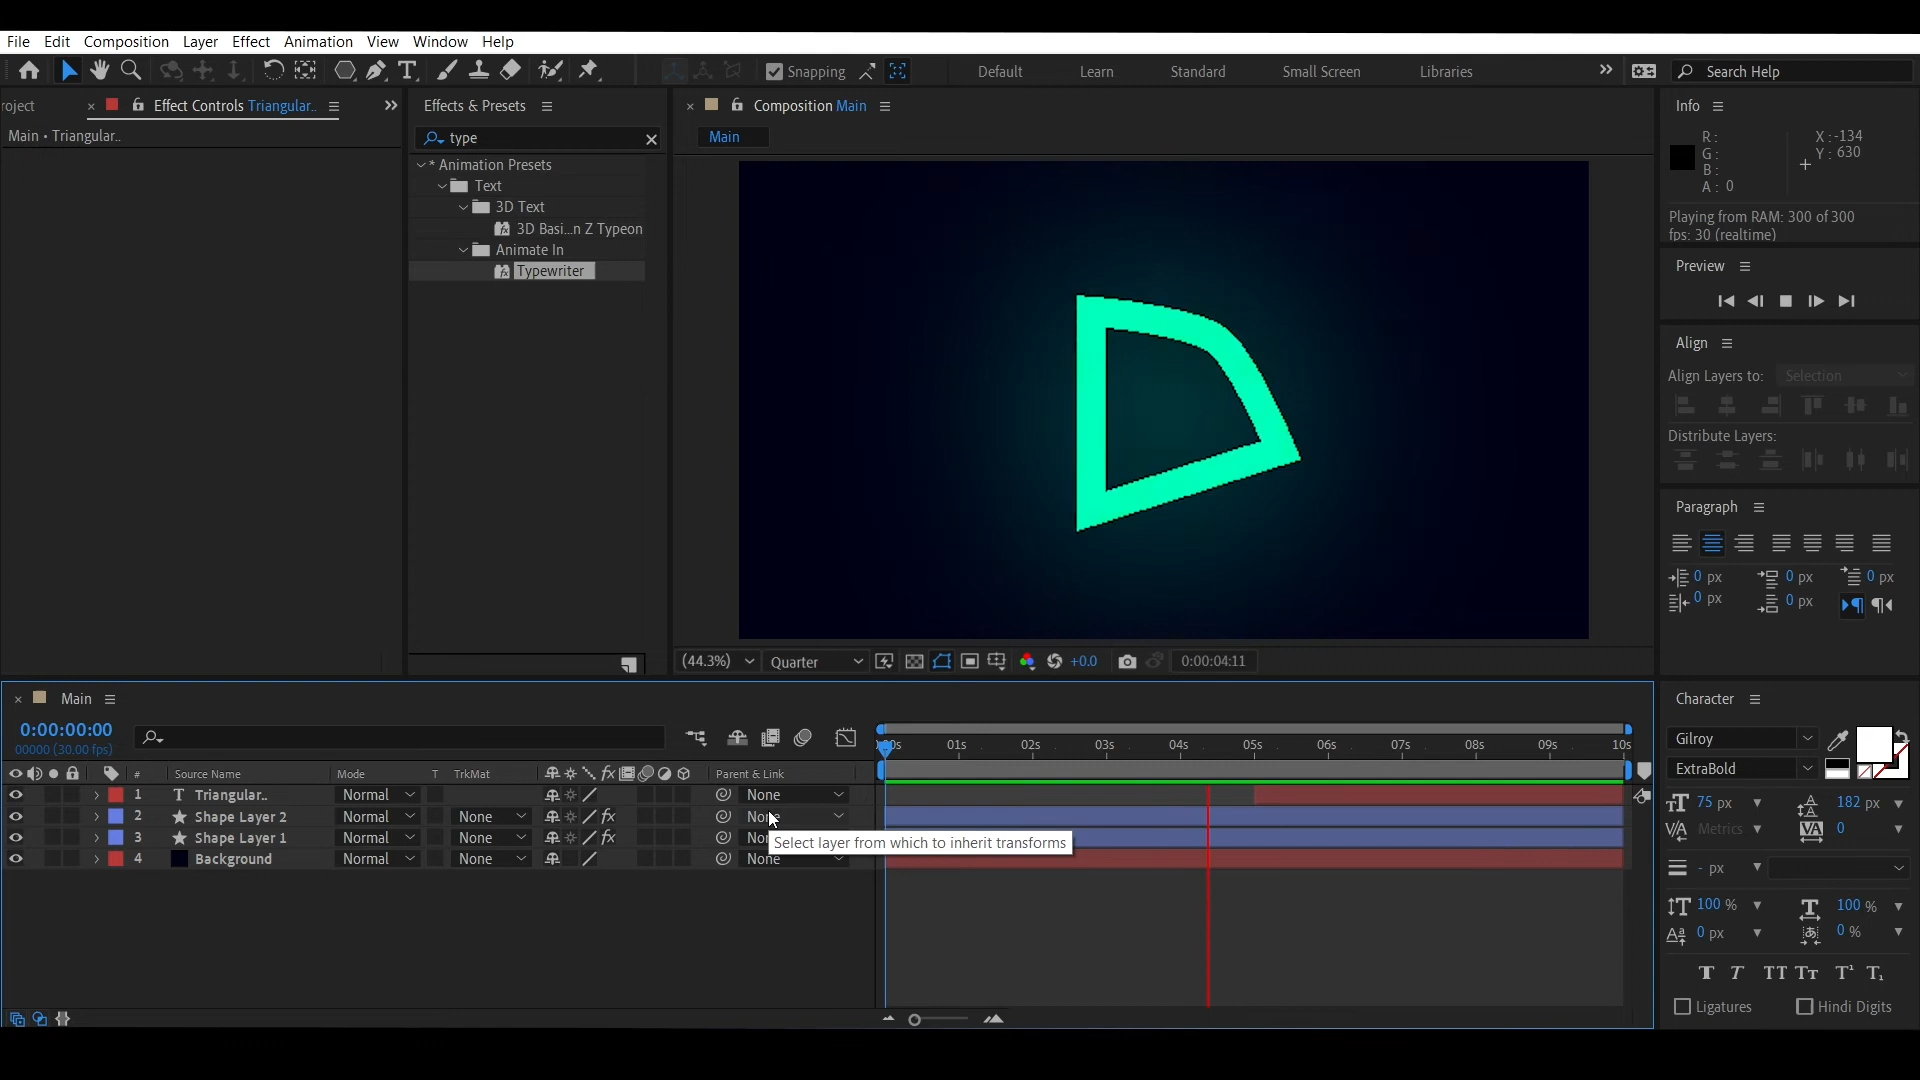 File Edit Composition Layer Effect Animation View Window Help
Snapping Default Learn Standard Small Screen Libraries Search Help
roject Effect Controls Triangular..
Main • Triangular..
Effects & Presets
type
* Animation Presets
Text
3D Text
3D Basi...n Z Typeon
Animate In
Typewriter
Composition Main
Main
(44.3%) Quarter +0.0 0:00:04:11
Info
R:
G:
B:
A: 0
X: -134
Y: 630
Playing from RAM: 300 of 300
fps: 30 (realtime)
Preview
Align
Align Layers to: Selection
Distribute Layers:
Paragraph
0 px 0 px 0 px
0 px 0 px
Main
0:00:00:00
00000 (30.00 fps)
# Source Name Mode T TrkMat Parent & Link
01s 02s 03s 04s 05s 06s 07s 08s 09s 10s
1 T Triangular.. Normal None
2 Shape Layer 2 Normal None None
3 Shape Layer 1 Normal None
4 Background Normal None None
Select layer from which to inherit transforms
Character
Gilroy
ExtraBold
75 px 182 px
Metrics 0
- px
100 % 100 %
0 px 0 %
T T TT Tt T¹ T₁
Ligatures Hindi Digits